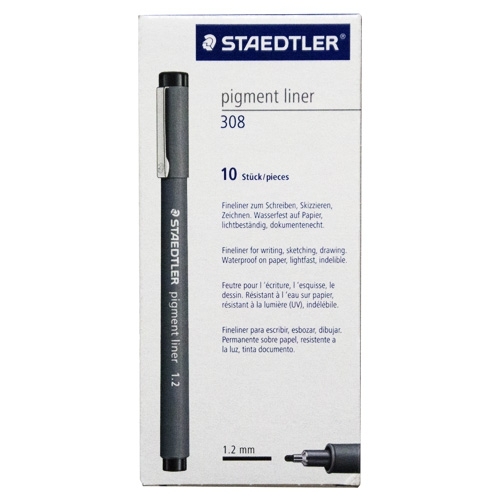 STAEDTLER®
pigment liner
308
10 Stück/pieces
Fineliner zum Schreiben, Skizzieren,
Zeichnen. Wasserfest auf Papier,
lichtbeständig, dokumentenecht.
Fineliner for writing, sketching, drawing.
Waterproof on paper, lightfast, indelible.
Feutre pour l ´écriture, l ´esquisse, le
dessin. Résistant à l ´eau sur papier,
résistant à la lumière (UV), indélébile.
Fineliner para escribir, esbozar, dibujar.
Permanente sobre papel, resistente a
a la luz, tinta documento.
1.2 mm
STAEDTLER
pigment liner
1.2